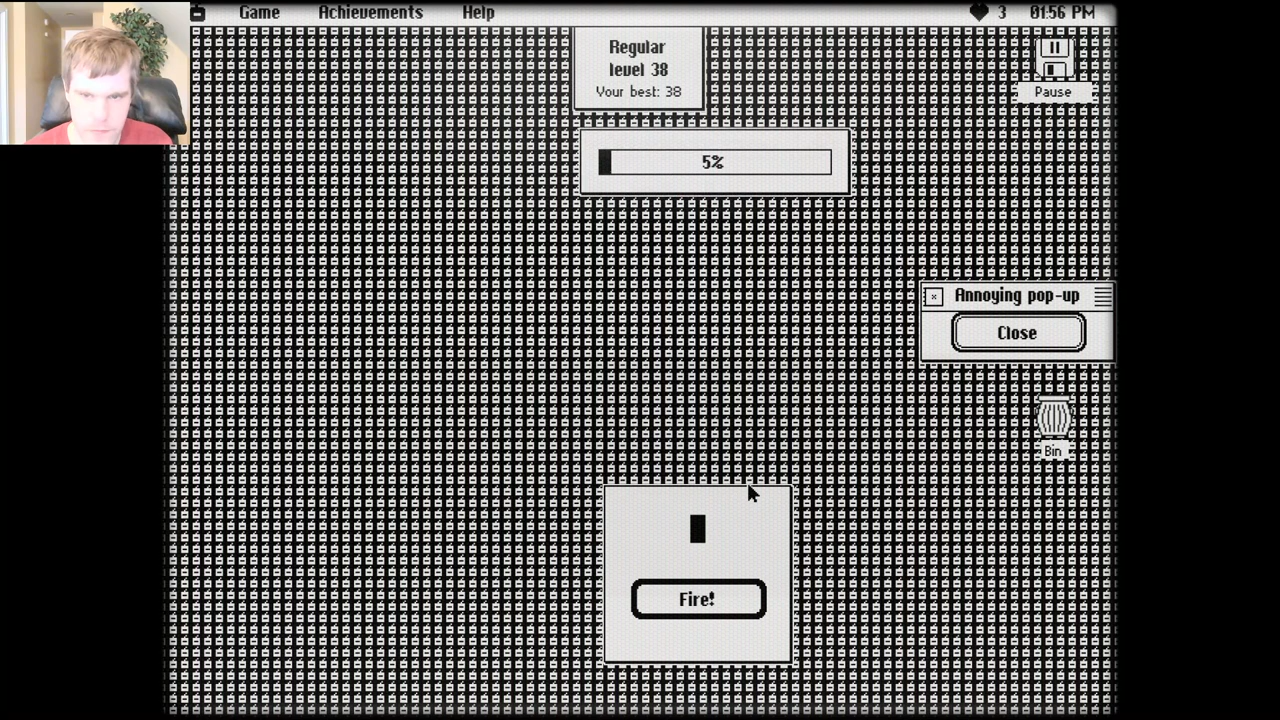 Game Achievements Help 3 01:56 PM
Regular
level 38
Your best: 38
Pause
5%
Annoying pop-up
Close
Bin
Fire!